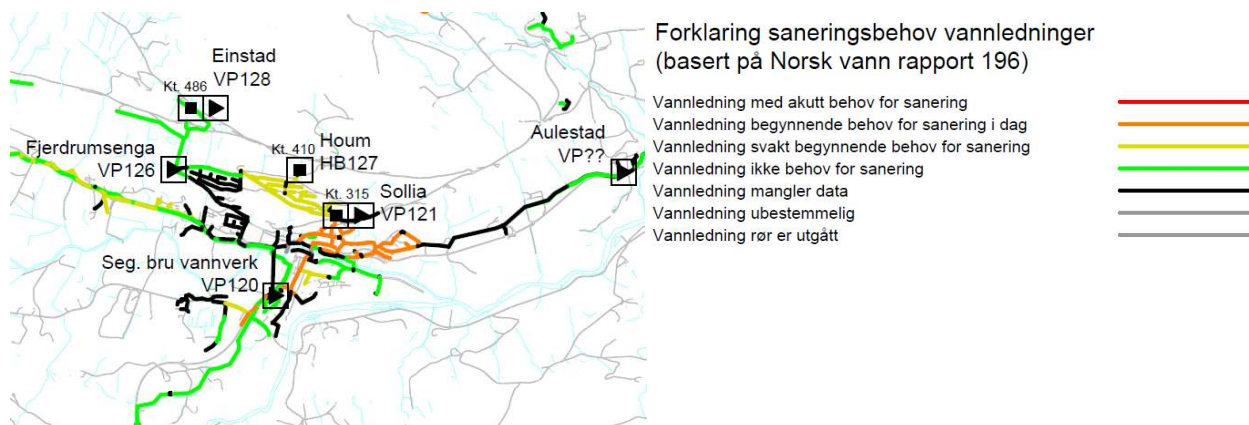 Einstad
VP128
Kt. 486
Fjerdrumsenga
VP126
Kt. 410
Houm
HB127
Kt. 315
Sollia
VP121
Aulestad
VP??
Seg. bru vannverk
VP120
Forklaring saneringsbehov vannledninger
(basert på Norsk vann rapport 196)
Vannledning med akutt behov for sanering
Vannledning begynnende behov for sanering i dag
Vannledning svakt begynnende behov for sanering
Vannledning ikke behov for sanering
Vannledning mangler data
Vannledning ubestemmelig
Vannledning rør er utgått